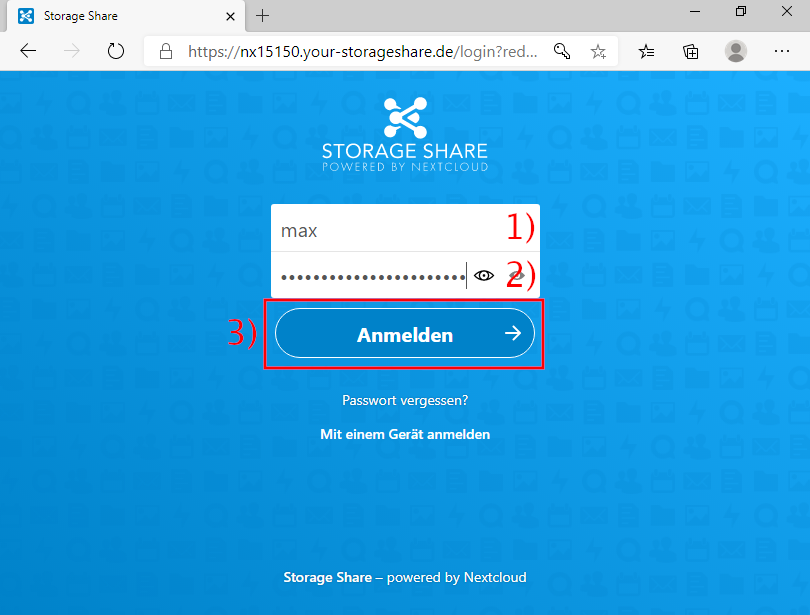 Storage Share
https://nx15150.your-storageshare.de/login?red...
STORAGE SHARE
POWERED BY NEXTCLOUD
max 1)
•••••••••••••••••••••••• 2)
3) Anmelden
Passwort vergessen?
Mit einem Gerät anmelden
Storage Share – powered by Nextcloud